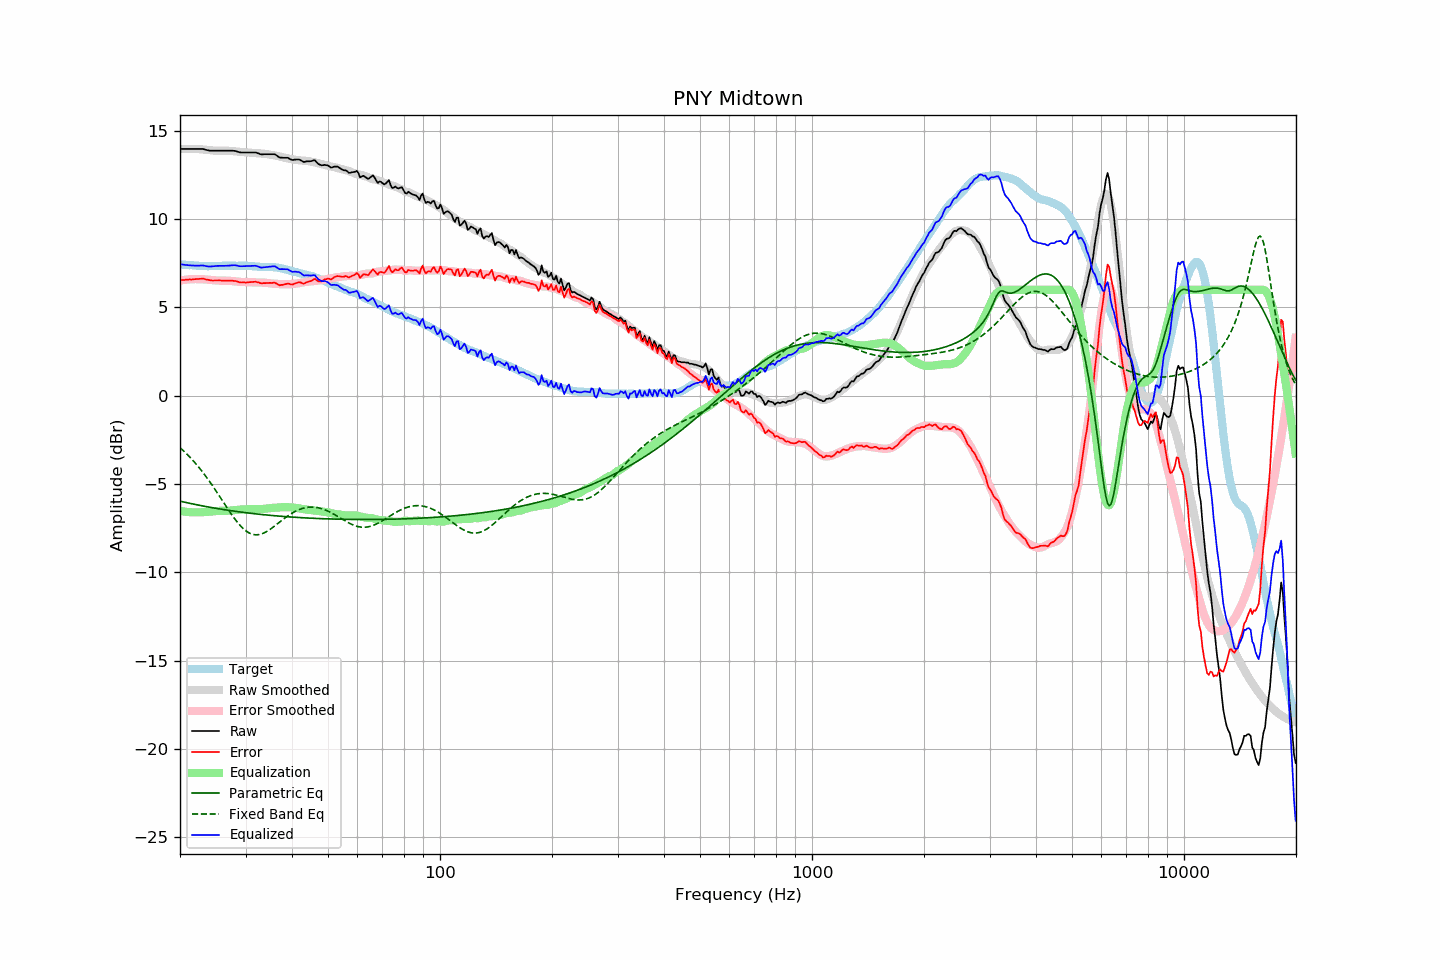 PNY Midtown
Amplitude (dBr)
15
10
5
0
−5
−10
−15
−20
−25
Target
Raw Smoothed
Error Smoothed
Raw
Error
Equalization
Parametric Eq
Fixed Band Eq
Equalized
100
1000
10000
Frequency (Hz)